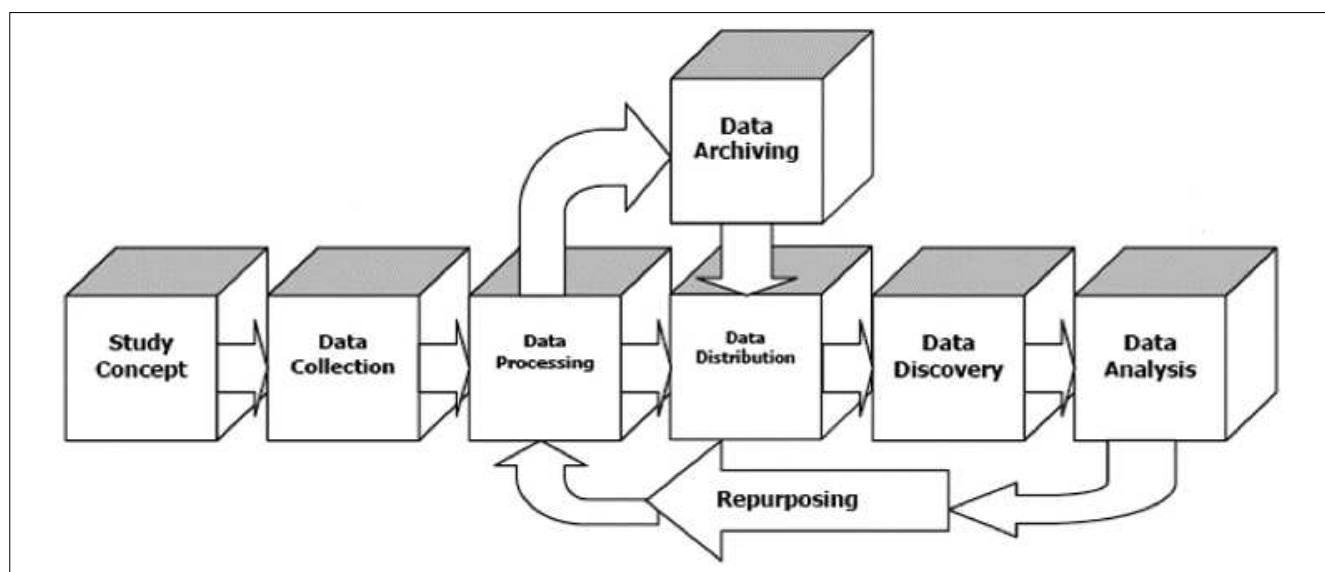 Data
Archiving
Study
Concept
Data
Collection
Data
Processing
Data
Distribution
Data
Discovery
Data
Analysis
Repurposing